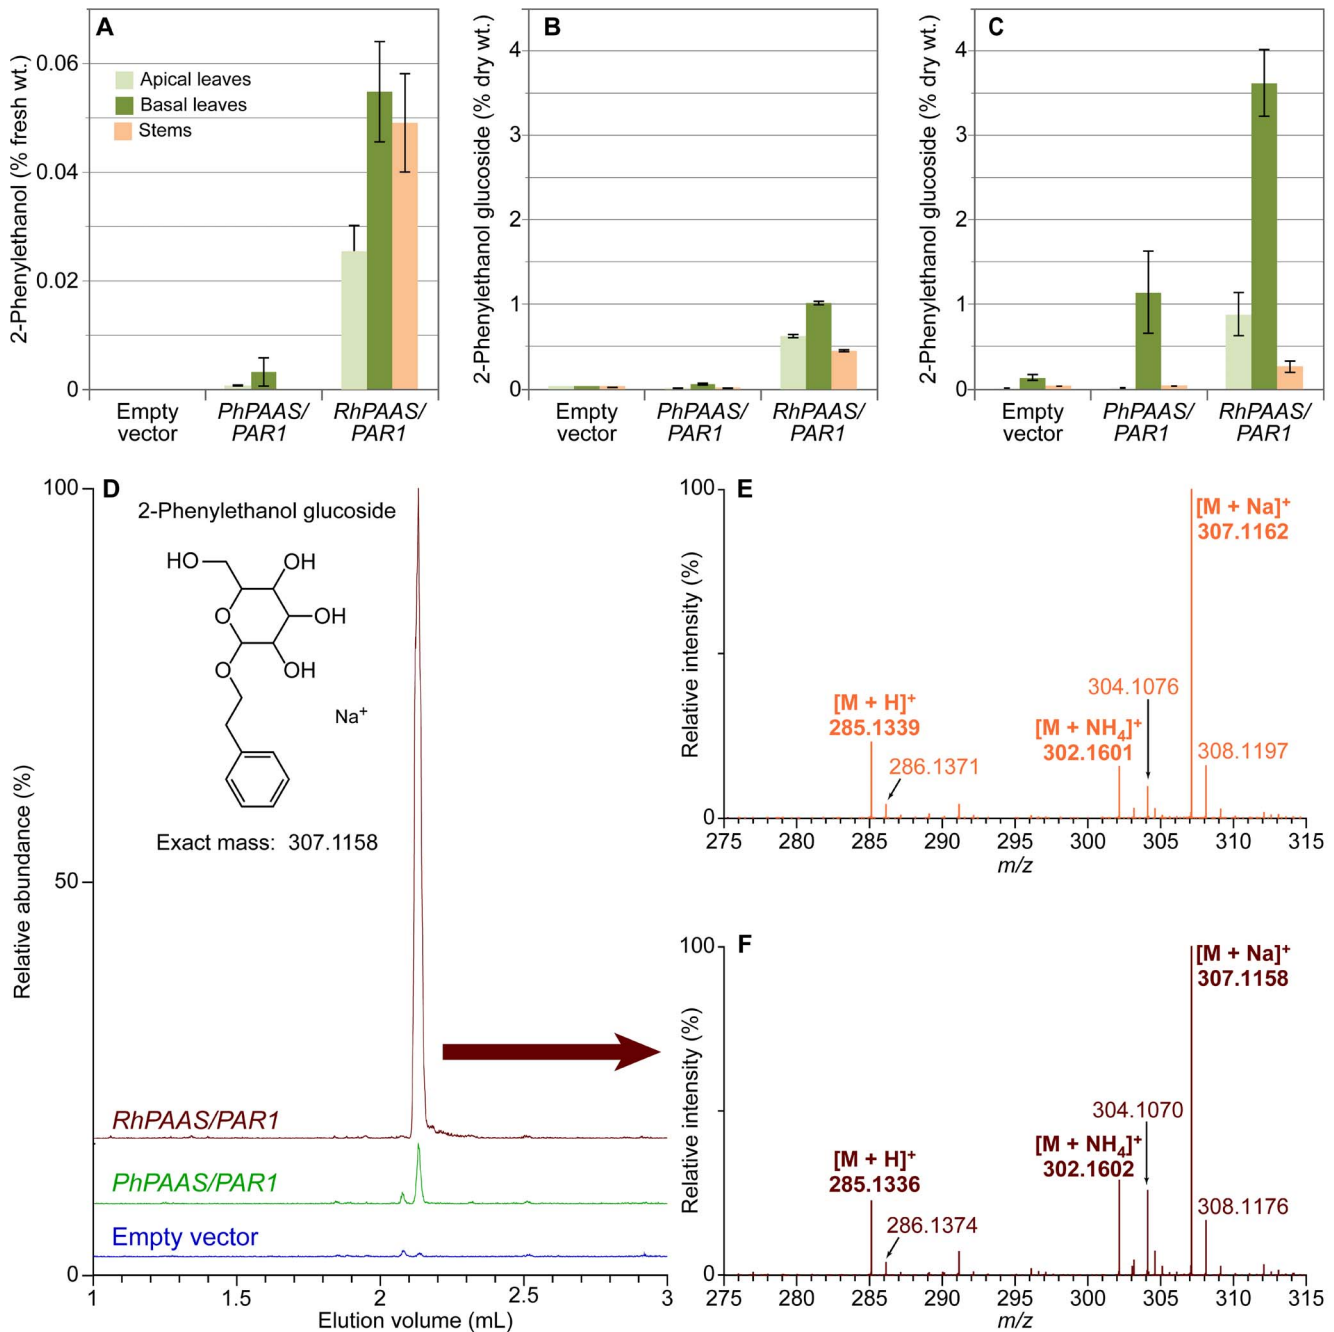 A
2-Phenylethanol (% fresh wt.)
0.06
0.04
0.02
0
Apical leaves
Basal leaves
Stems
Empty
vector
PhPAAS/
PAR1
RhPAAS/
PAR1
B
2-Phenylethanol glucoside (% dry wt.)
4
3
2
1
0
Empty
vector
PhPAAS/
PAR1
RhPAAS/
PAR1
C
2-Phenylethanol glucoside (% dry wt.)
4
3
2
1
0
Empty
vector
PhPAAS/
PAR1
RhPAAS/
PAR1
D
2-Phenylethanol glucoside
HO
OH
O
OH
OH
O
Na⁺
Exact mass: 307.1158
Relative abundance (%)
100
50
0
RhPAAS/PAR1
PhPAAS/PAR1
Empty vector
1 1.5 2 2.5 3
Elution volume (mL)
E
Relative intensity (%)
100
0
[M + Na]⁺
307.1162
304.1076
[M + H]⁺
285.1339
[M + NH₄]⁺
302.1601
286.1371
308.1197
275 280 285 290 295 300 305 310 315
m/z
F
Relative intensity (%)
100
0
[M + Na]⁺
307.1158
304.1070
[M + H]⁺
285.1336
[M + NH₄]⁺
302.1602
286.1374
308.1176
275 280 285 290 295 300 305 310 315
m/z